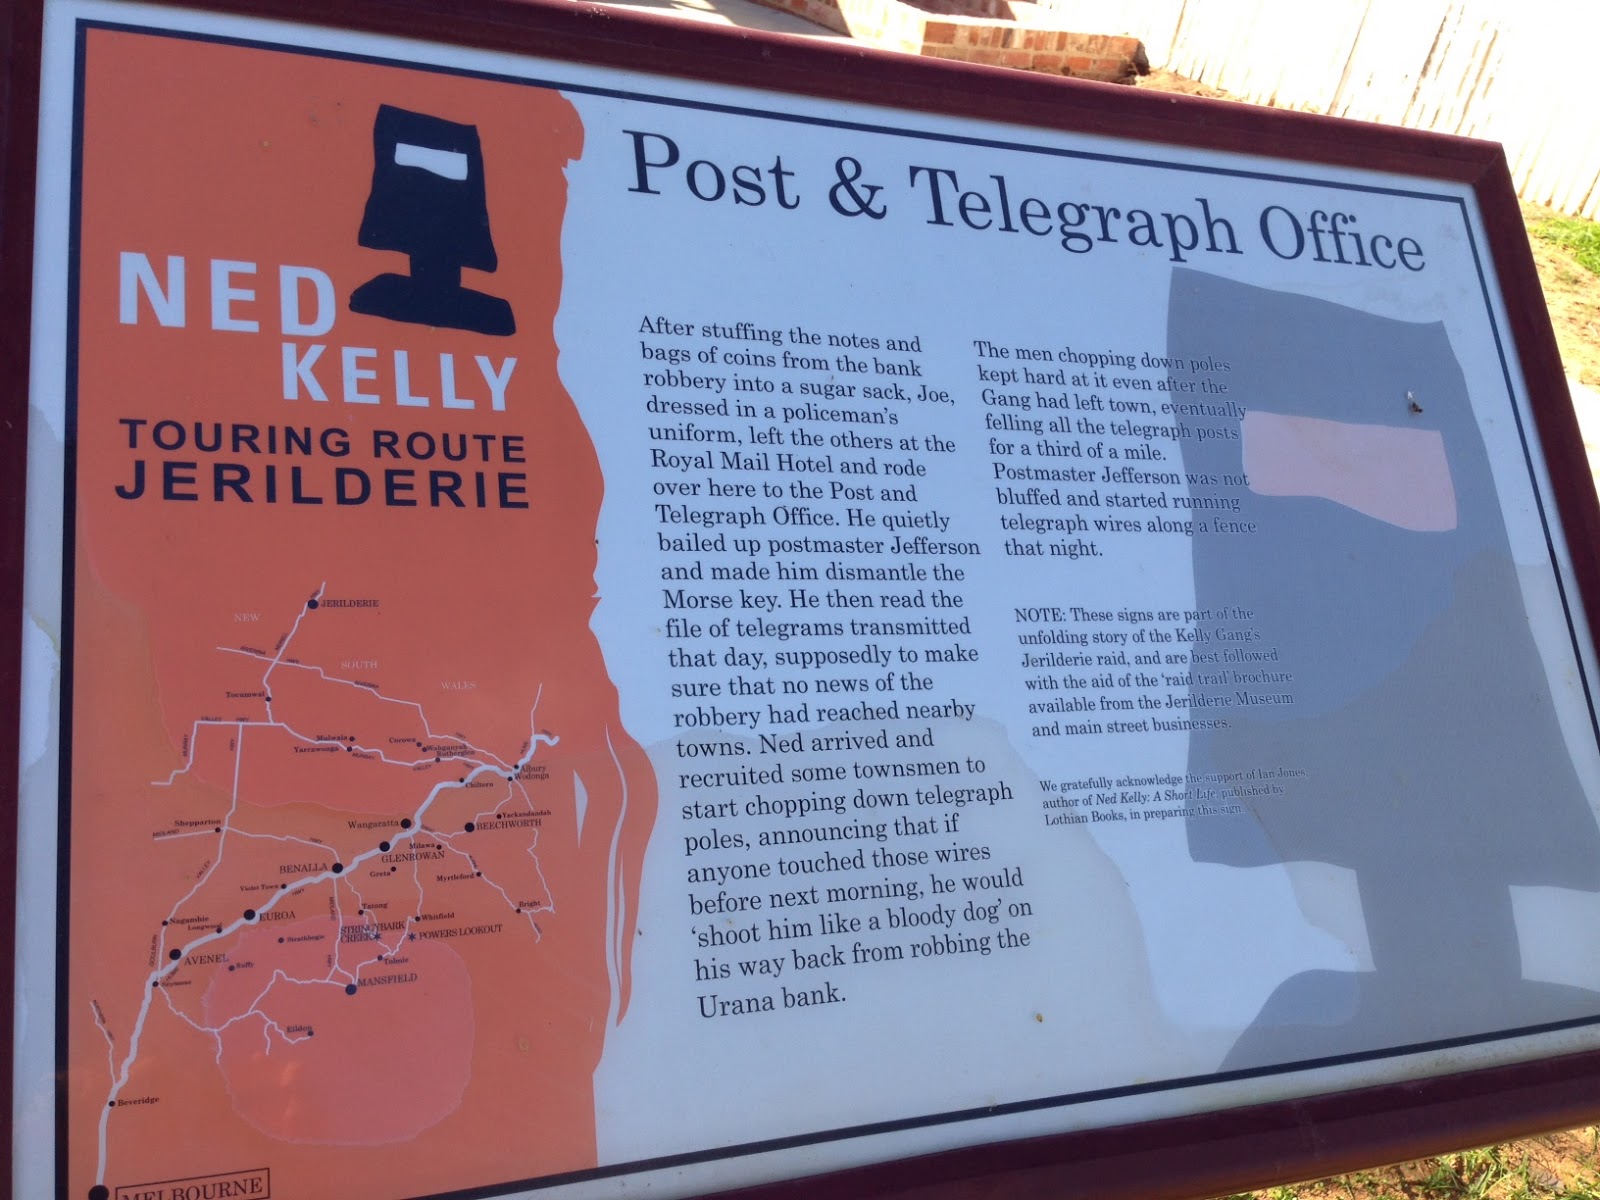 NED
KELLY
TOURING ROUTE
JERILDERIE
Post & Telegraph Office
After stuffing the notes and
bags of coins from the bank
robbery into a sugar sack, Joe,
dressed in a policeman's
uniform, left the others at the
Royal Mail Hotel and rode
over here to the Post and
Telegraph Office. He quietly
bailed up postmaster Jefferson
and made him dismantle the
Morse key. He then read the
file of telegrams transmitted
that day, supposedly to make
sure that no news of the
robbery had reached nearby
towns. Ned arrived and
recruited some townsmen to
start chopping down telegraph
poles, announcing that if
anyone touched those wires
before next morning, he would
'shoot him like a bloody dog' on
his way back from robbing the
Urana bank.
The men chopping down poles
kept hard at it even after the
Gang had left town, eventually
felling all the telegraph posts
for a third of a mile.
Postmaster Jefferson was not
bluffed and started running
telegraph wires along a fence
that night.
NOTE: These signs are part of the
unfolding story of the Kelly Gang's
Jerilderie raid, and are best followed
with the aid of the 'raid trail' brochure
available from the Jerilderie Museum
and main street businesses.
We gratefully acknowledge the support of Ian Jones,
author of Ned Kelly: A Short Life, published by
Lothian Books, in preparing this sign
JERILDERIE
NEW
SOUTH
WALES
Tocumwal
VALLEY HWY
Mulwala
Yarrawonga
Corowa
Wahgunyah
Rutherglen
MURRAY
VALLEY
Albury
Wodonga
Chiltern
Yackandandah
BEECHWORTH
Wangaratta
Shepparton
MIDLAND
HWY
Milawa
GLENROWAN
BENALLA
Greta
Myrtleford
Violet Town
HWY
Bright
EUROA
Tatong
Whitfield
Nagambie
Longwood
STRINGYBARK
CREEK
POWERS LOOKOUT
Strathbogie
AVENEL
Ruffy
Tolmie
MANSFIELD
Seymour
Eildon
Beveridge
MELBOURNE